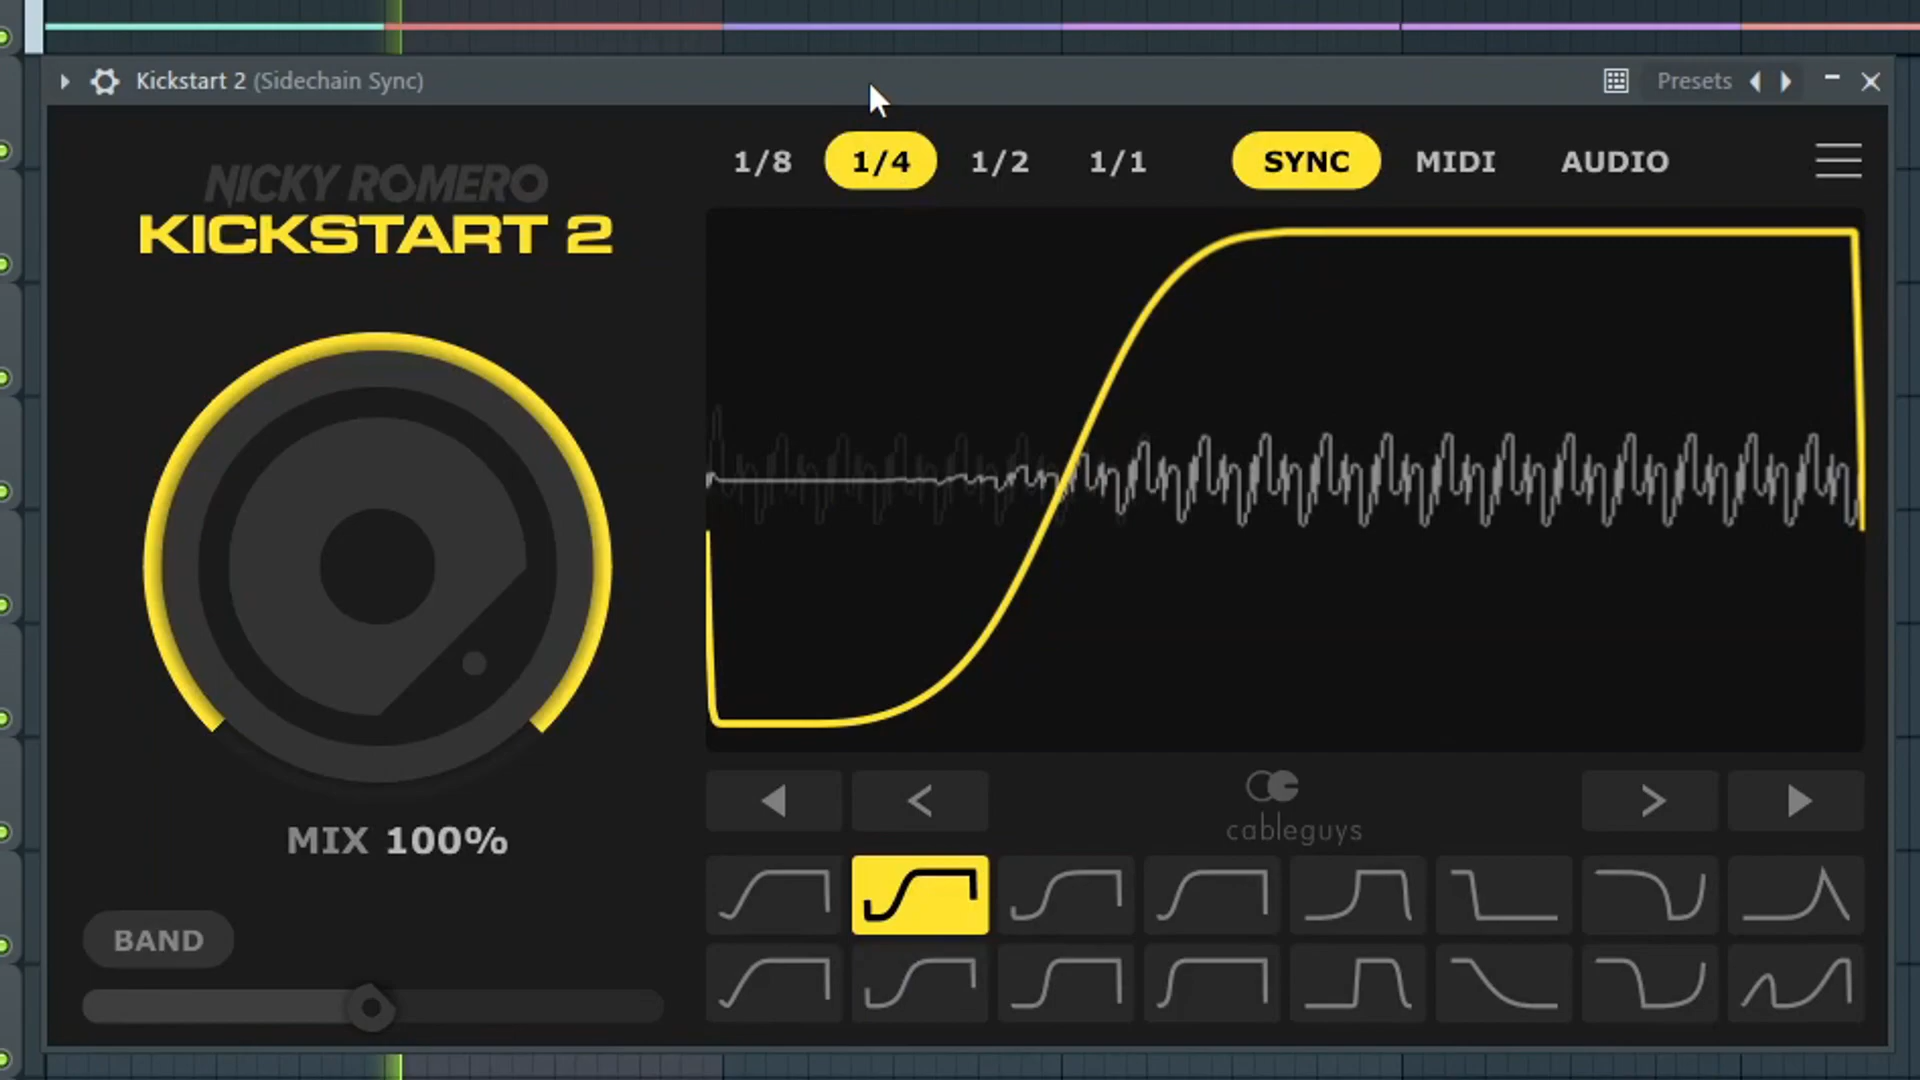 Kickstart 2 (Sidechain Sync)
Presets
NICKY ROMERO
KICKSTART 2
1/8 1/4 1/2 1/1 SYNC MIDI AUDIO
MIX 100%
cableguys
BAND